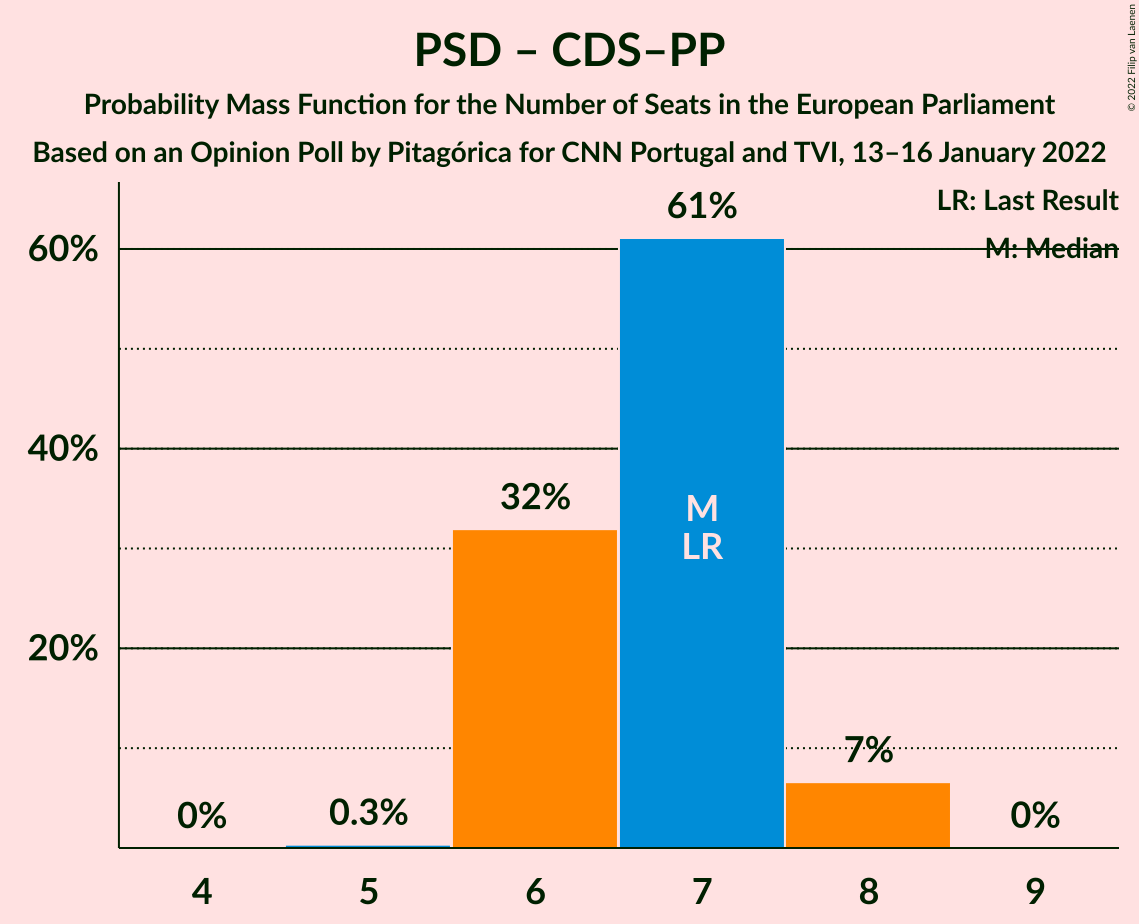 PSD – CDS–PP
Probability Mass Function for the Number of Seats in the European Parliament
Based on an Opinion Poll by Pitagórica for CNN Portugal and TVI, 13–16 January 2022
© 2022 Filip van Laenen
LR: Last Result
M: Median
61%
60%
40%
32%
M
LR
20%
7%
0%
0.3%
0%
4
5
6
7
8
9